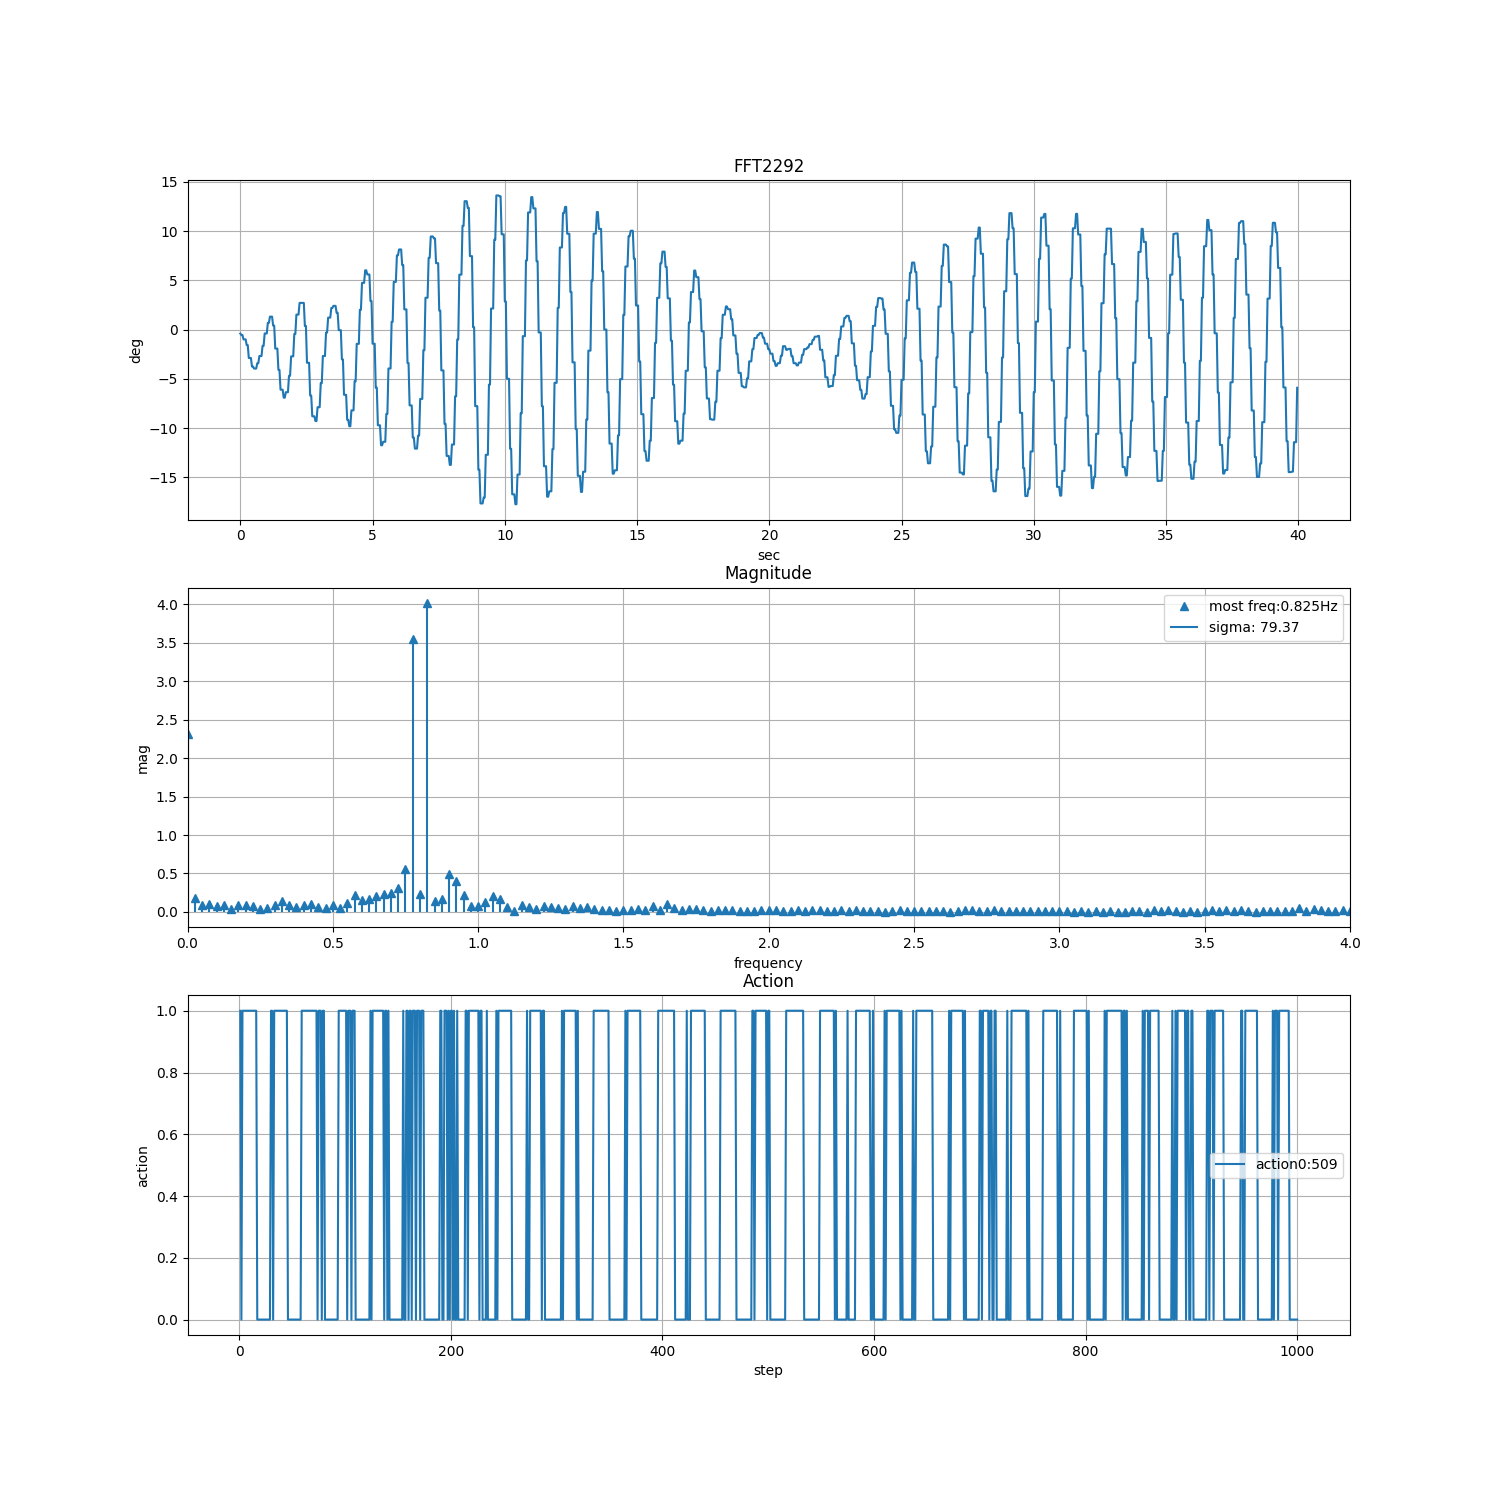 FFT2292
15
10
5
0
−5
−10
−15
deg
0 5 10 15 20 25 30 35 40
sec
Magnitude
4.0
3.5
3.0
2.5
2.0
1.5
1.0
0.5
0.0
mag
most freq:0.825Hz
sigma: 79.37
0.0 0.5 1.0 1.5 2.0 2.5 3.0 3.5 4.0
frequency
Action
1.0
0.8
0.6
0.4
0.2
0.0
action
action0:509
0 200 400 600 800 1000
step